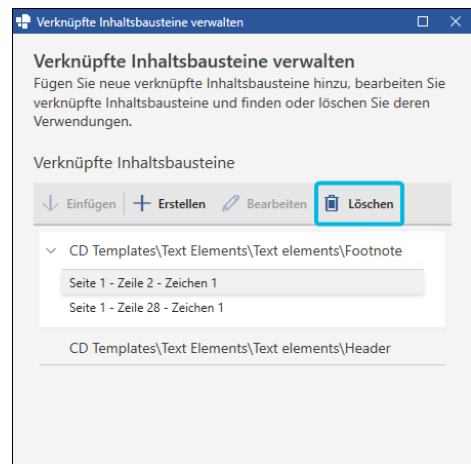 Verknüpfte Inhaltsbausteine verwalten
Verknüpfte Inhaltsbausteine verwalten
Fügen Sie neue verknüpfte Inhaltsbausteine hinzu, bearbeiten Sie
verknüpfte Inhaltsbausteine und finden oder löschen Sie deren
Verwendungen.
Verknüpfte Inhaltsbausteine
Einfügen Erstellen Bearbeiten Löschen
CD Templates\Text Elements\Text elements\Footnote
Seite 1 - Zeile 2 - Zeichen 1
Seite 1 - Zeile 28 - Zeichen 1
CD Templates\Text Elements\Text elements\Header